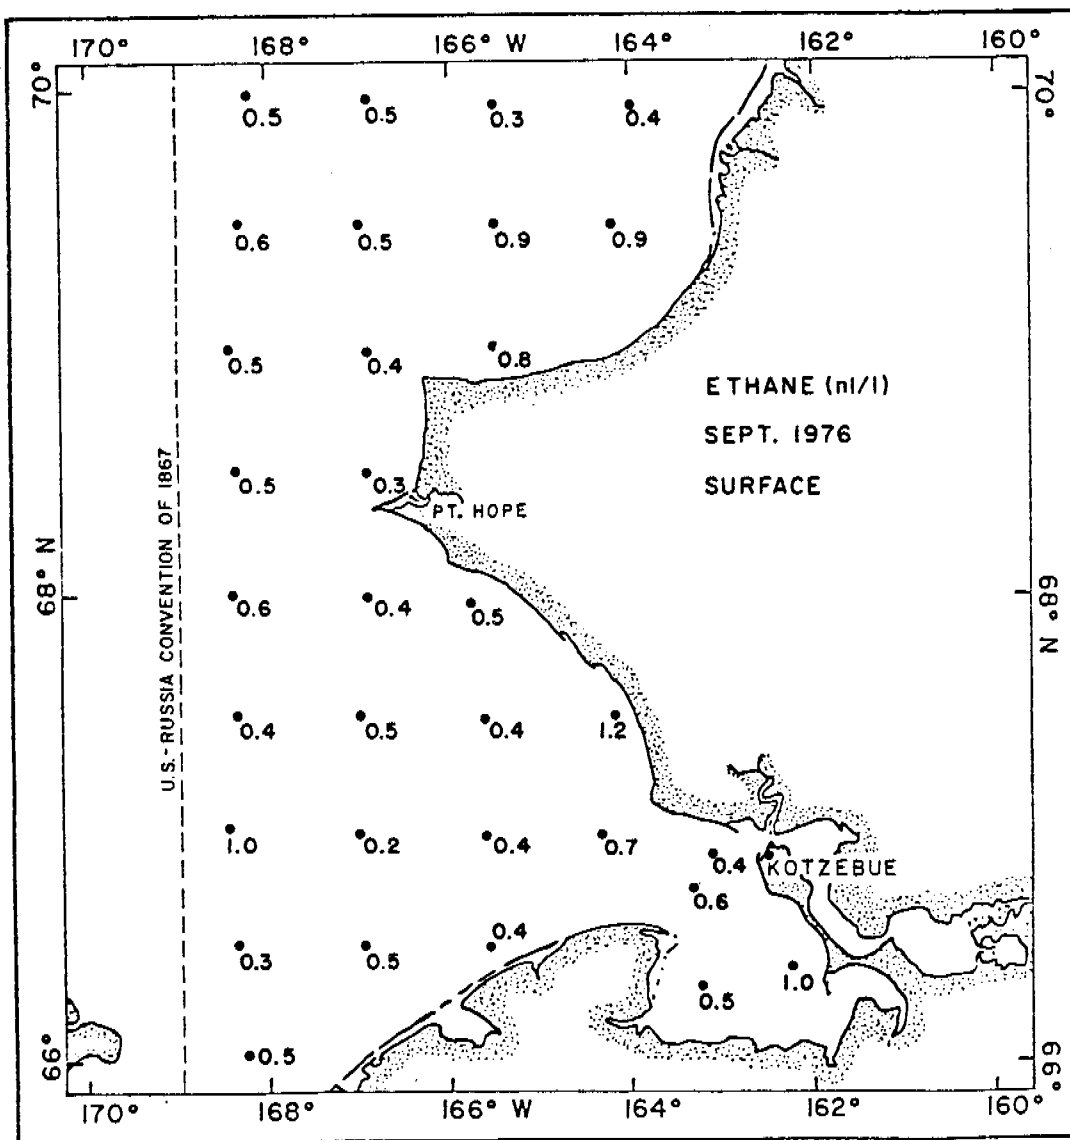 170° 168° 166° W 164° 162° 160°
70° 70°
0.5 0.5 0.3 0.4
0.6 0.5 0.9 0.9
0.5 0.4 0.8
ETHANE (nl/l)
SEPT. 1976
SURFACE
0.5 0.3
PT. HOPE
U.S.-RUSSIA CONVENTION OF 1867
68° N 68° N
0.6 0.4 0.5
0.4 0.5 0.4 1.2
1.0 0.2 0.4 0.7 0.4
KOTZEBUE
0.6
0.3 0.5 0.4
0.5 1.0
0.5
66° 66°
170° 168° 166° W 164° 162° 160°